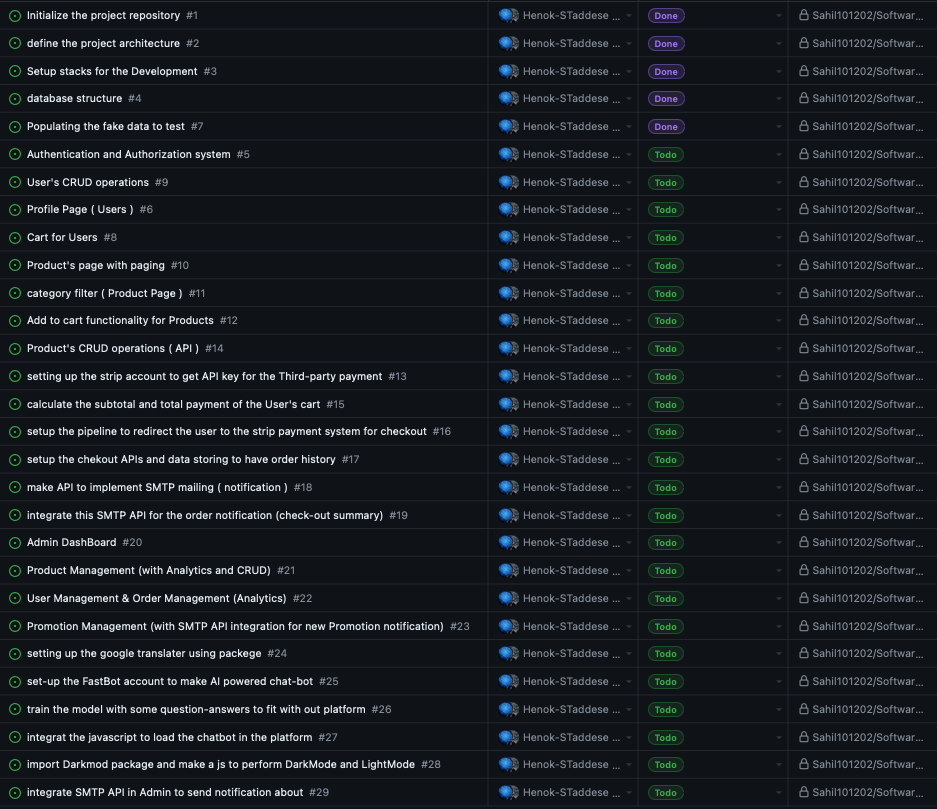 Initialize the project repository #1 Henok-STaddese ... Done Sahil101202/Softwar...
define the project architecture #2 Henok-STaddese ... Done Sahil101202/Softwar...
Setup stacks for the Development #3 Henok-STaddese ... Done Sahil101202/Softwar...
database structure #4 Henok-STaddese ... Done Sahil101202/Softwar...
Populating the fake data to test #7 Henok-STaddese ... Done Sahil101202/Softwar...
Authentication and Authorization system #5 Henok-STaddese ... Todo Sahil101202/Softwar...
User's CRUD operations #9 Henok-STaddese ... Todo Sahil101202/Softwar...
Profile Page ( Users ) #6 Henok-STaddese ... Todo Sahil101202/Softwar...
Cart for Users #8 Henok-STaddese ... Todo Sahil101202/Softwar...
Product's page with paging #10 Henok-STaddese ... Todo Sahil101202/Softwar...
category filter ( Product Page ) #11 Henok-STaddese ... Todo Sahil101202/Softwar...
Add to cart functionality for Products #12 Henok-STaddese ... Todo Sahil101202/Softwar...
Product's CRUD operations ( API ) #14 Henok-STaddese ... Todo Sahil101202/Softwar...
setting up the strip account to get API key for the Third-party payment #13 Henok-STaddese ... Todo Sahil101202/Softwar...
calculate the subtotal and total payment of the User's cart #15 Henok-STaddese ... Todo Sahil101202/Softwar...
setup the pipeline to redirect the user to the strip payment system for checkout #16 Henok-STaddese ... Todo Sahil101202/Softwar...
setup the chekout APIs and data storing to have order history #17 Henok-STaddese ... Todo Sahil101202/Softwar...
make API to implement SMTP mailing ( notification ) #18 Henok-STaddese ... Todo Sahil101202/Softwar...
integrate this SMTP API for the order notification (check-out summary) #19 Henok-STaddese ... Todo Sahil101202/Softwar...
Admin DashBoard #20 Henok-STaddese ... Todo Sahil101202/Softwar...
Product Management (with Analytics and CRUD) #21 Henok-STaddese ... Todo Sahil101202/Softwar...
User Management & Order Management (Analytics) #22 Henok-STaddese ... Todo Sahil101202/Softwar...
Promotion Management (with SMTP API integration for new Promotion notification) #23 Henok-STaddese ... Todo Sahil101202/Softwar...
setting up the google translater using packege #24 Henok-STaddese ... Todo Sahil101202/Softwar...
set-up the FastBot account to make AI powered chat-bot #25 Henok-STaddese ... Todo Sahil101202/Softwar...
train the model with some question-answers to fit with out platform #26 Henok-STaddese ... Todo Sahil101202/Softwar...
integrat the javascript to load the chatbot in the platform #27 Henok-STaddese ... Todo Sahil101202/Softwar...
import Darkmod package and make a js to perform DarkMode and LightMode #28 Henok-STaddese ... Todo Sahil101202/Softwar...
integrate SMTP API in Admin to send notification about #29 Henok-STaddese ... Todo Sahil101202/Softwar...